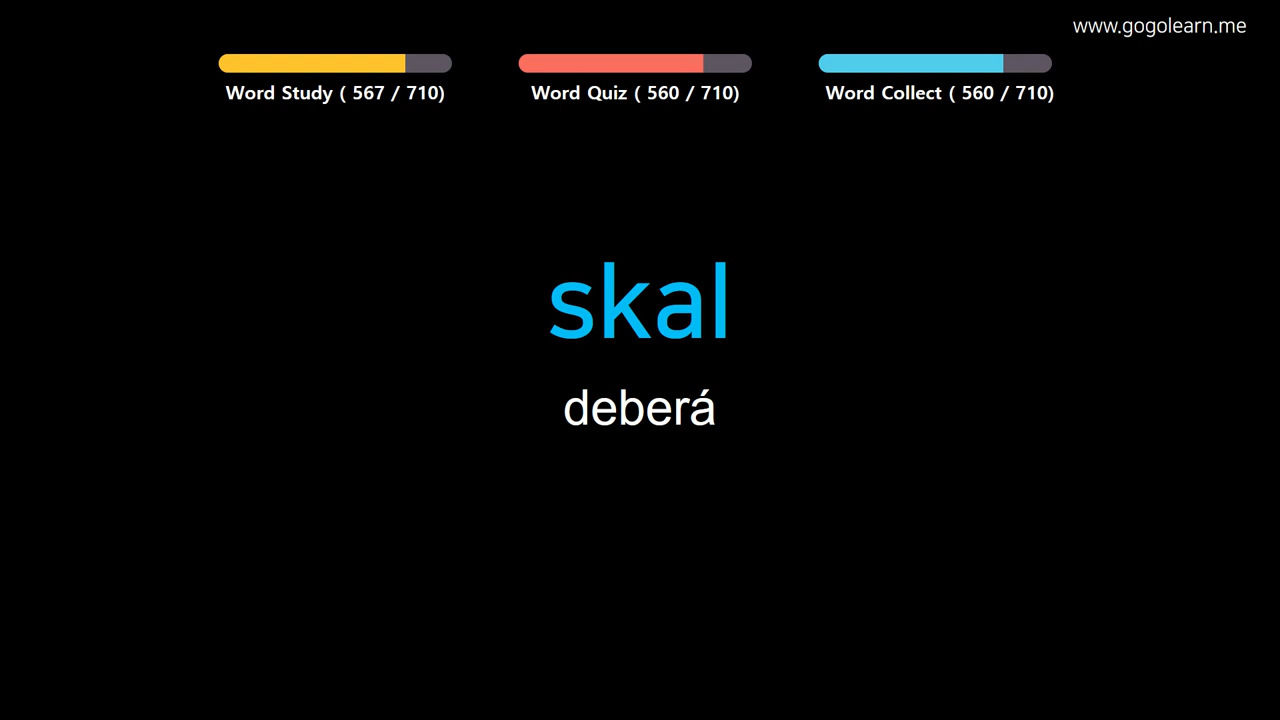 www.gogolearn.me
Word Study ( 567 / 710)
Word Quiz ( 560 / 710)
Word Collect ( 560 / 710)
skal
deberá